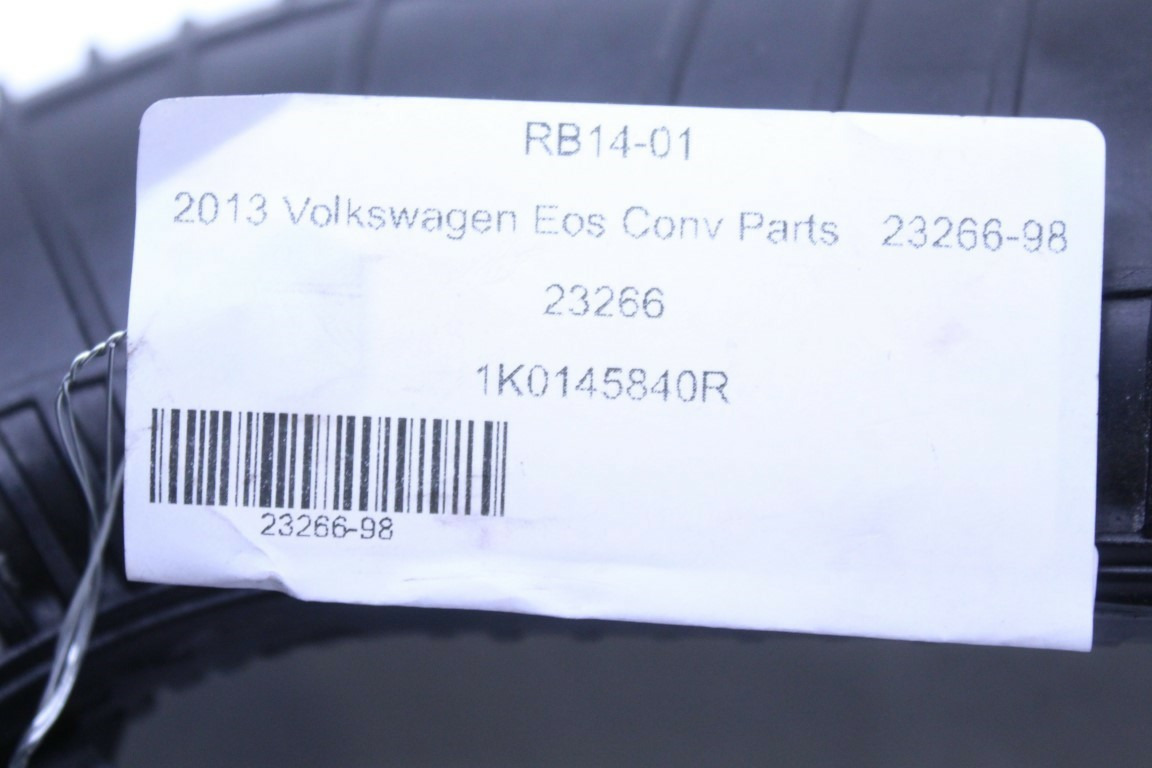 RB14-01
2013 Volkswagen Eos Conv Parts 23266-98
23266
1K0145840R
23266-98